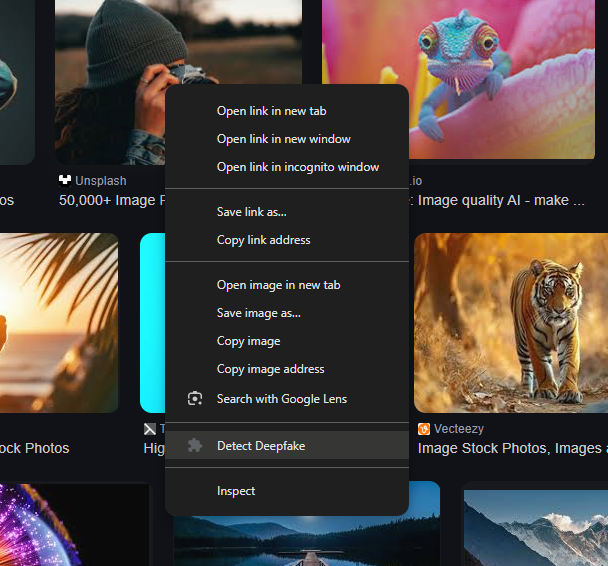 Open link in new tab
Open link in new window
Open link in incognito window
.io
Unsplash
os
50,000+ Image
: Image quality AI - make ...
Save link as...
Copy link address
Open image in new tab
Save image as...
Copy image
Copy image address
Search with Google Lens
Vecteezy
ock Photos
Hig
Detect Deepfake
Image Stock Photos, Images
Inspect